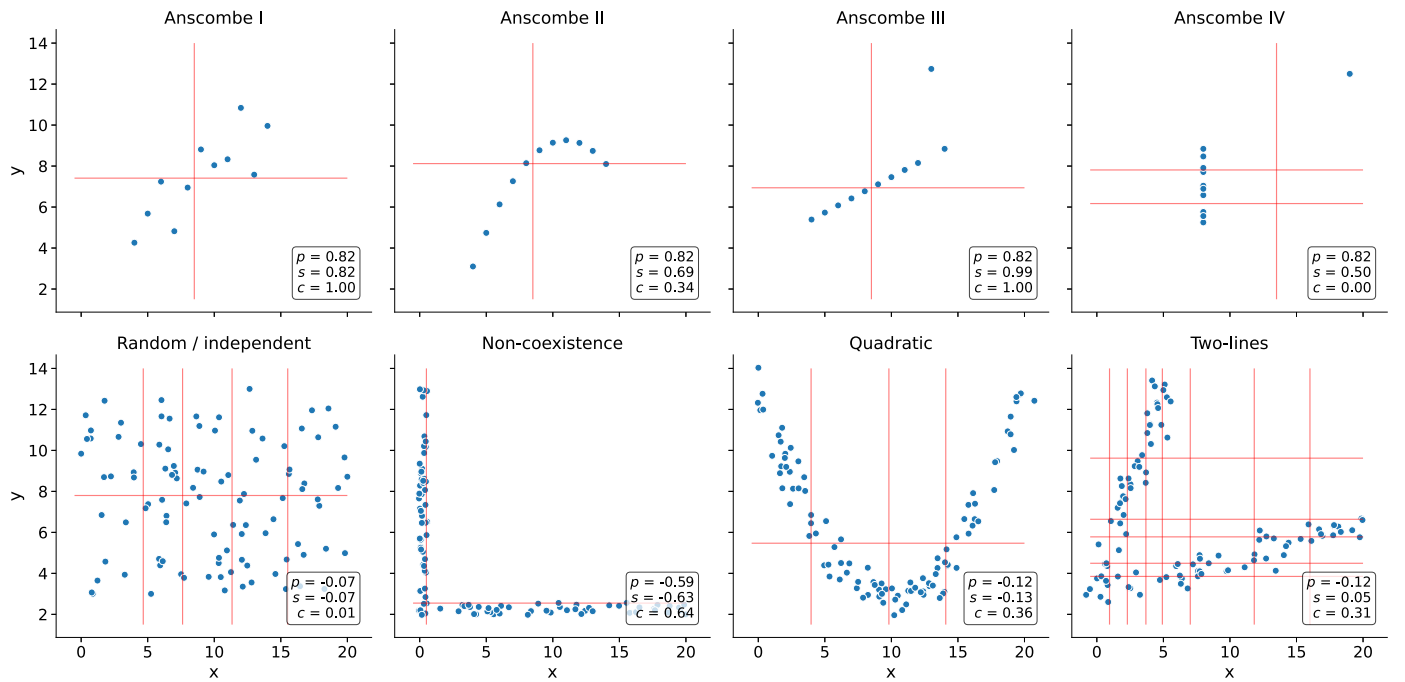 Anscombe I
Anscombe II
Anscombe III
Anscombe IV
y
14
12
10
8
6
4
2
p = 0.82
s = 0.82
c = 1.00
p = 0.82
s = 0.69
c = 0.34
p = 0.82
s = 0.99
c = 1.00
p = 0.82
s = 0.50
c = 0.00
Random / independent
Non-coexistence
Quadratic
Two-lines
y
14
12
10
8
6
4
2
p = -0.07
s = -0.07
c = 0.01
p = -0.59
s = -0.63
c = 0.64
p = -0.12
s = -0.13
c = 0.36
p = -0.12
s = 0.05
c = 0.31
0 5 10 15 20
0 5 10 15 20
0 5 10 15 20
0 5 10 15 20
x
x
x
x